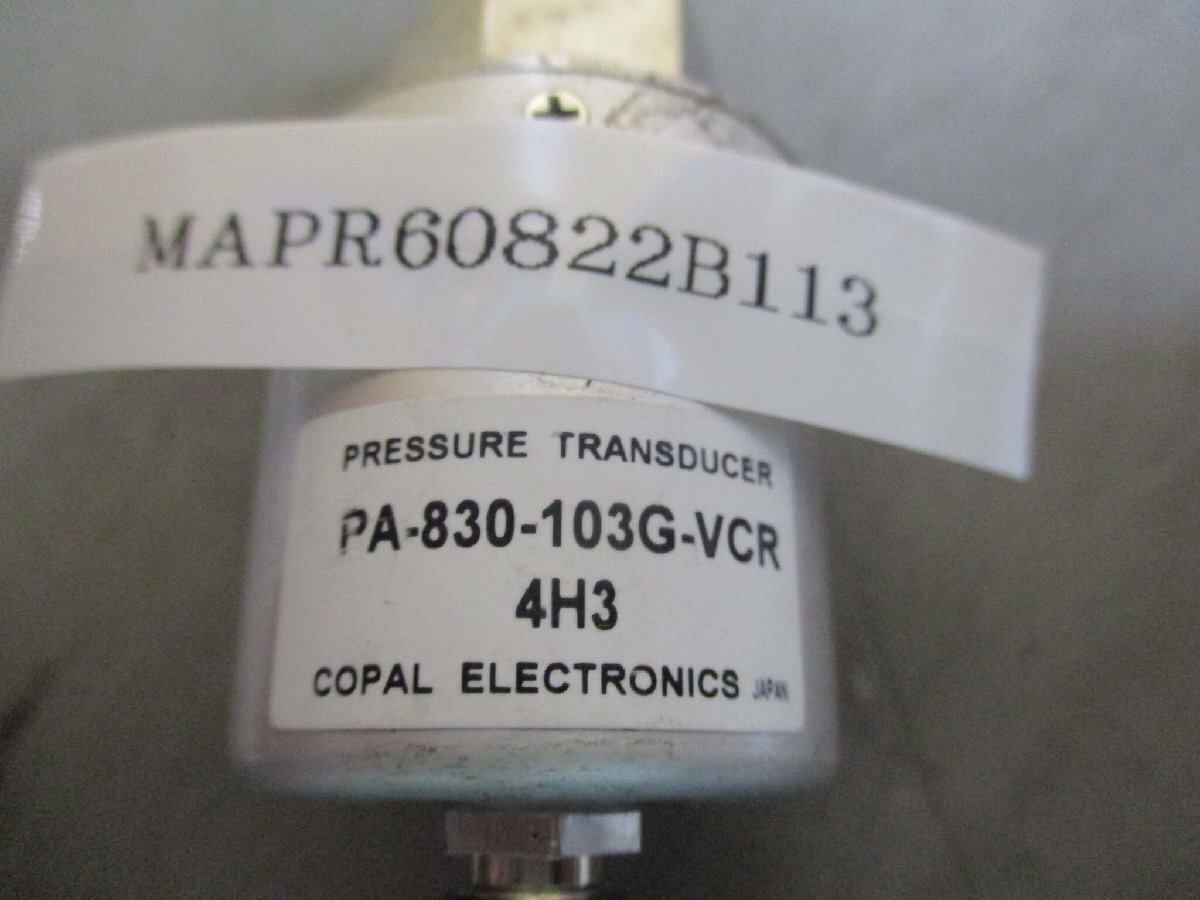 MAPR60822B113
PRESSURE TRANSDUCER
PA-830-103G-VCR
4H3
COPAL ELECTRONICS JAPAN